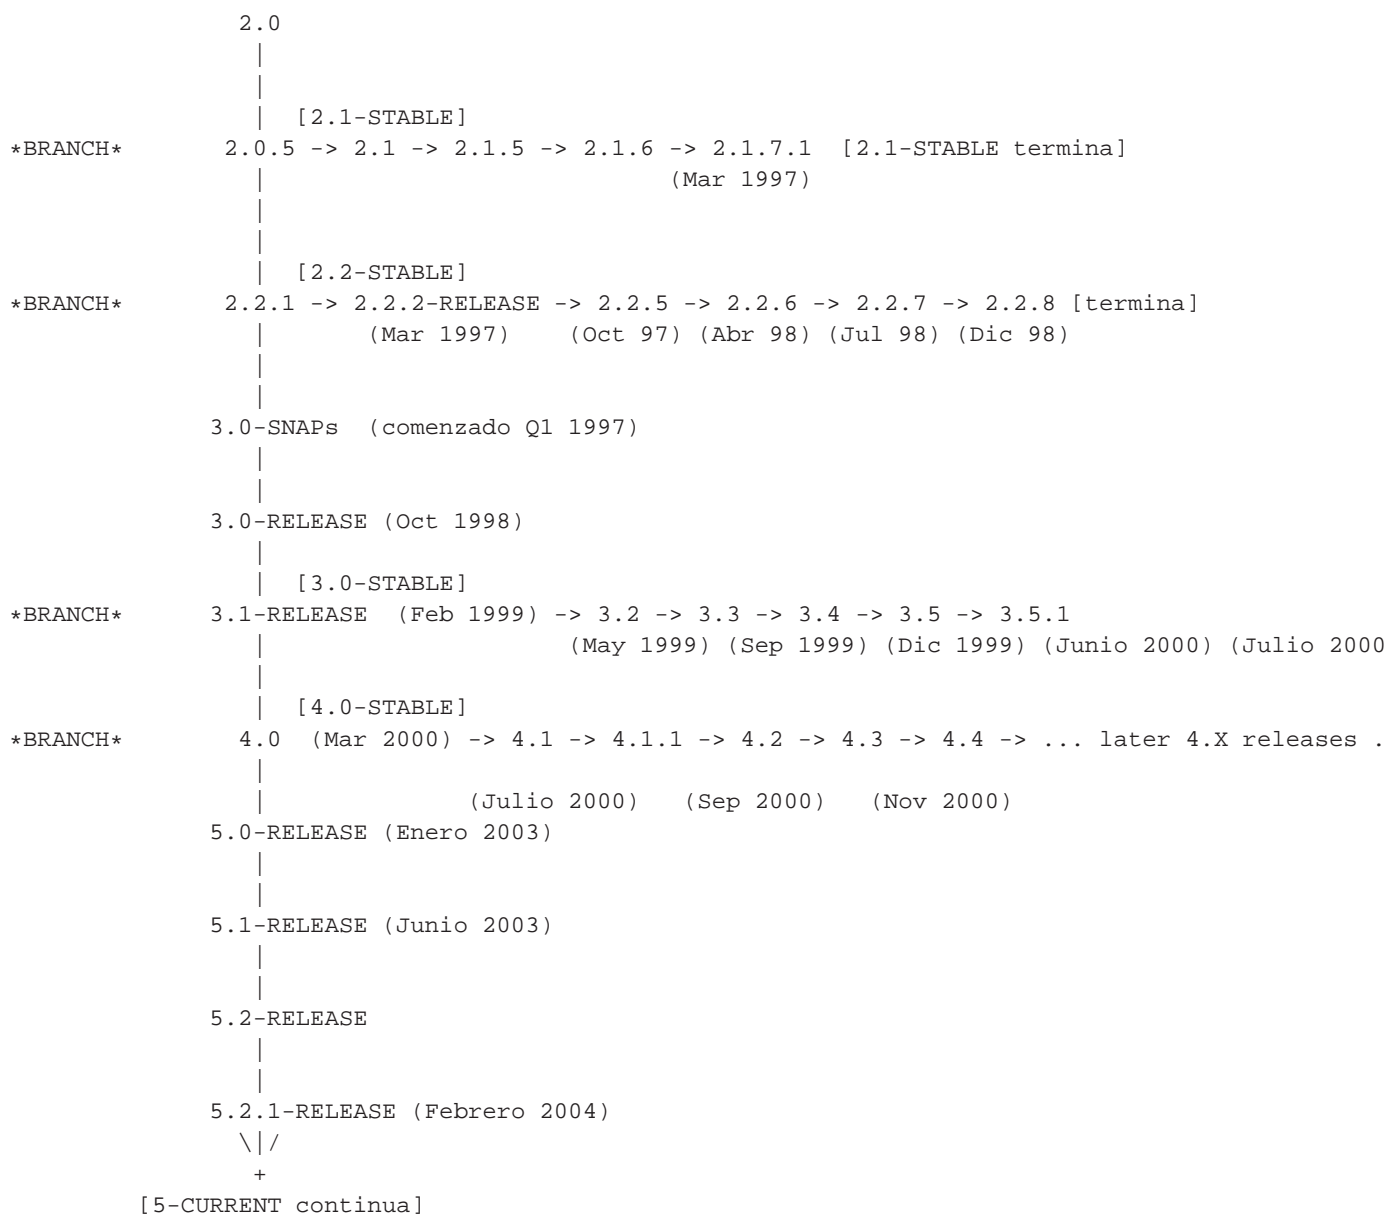 2.0
|
|
| [2.1-STABLE]
*BRANCH* 2.0.5 -> 2.1 -> 2.1.5 -> 2.1.6 -> 2.1.7.1 [2.1-STABLE termina]
| (Mar 1997)
|
|
| [2.2-STABLE]
*BRANCH* 2.2.1 -> 2.2.2-RELEASE -> 2.2.5 -> 2.2.6 -> 2.2.7 -> 2.2.8 [termina]
| (Mar 1997) (Oct 97) (Abr 98) (Jul 98) (Dic 98)
|
|
3.0-SNAPs (comenzado Q1 1997)
|
|
3.0-RELEASE (Oct 1998)
|
| [3.0-STABLE]
*BRANCH* 3.1-RELEASE (Feb 1999) -> 3.2 -> 3.3 -> 3.4 -> 3.5 -> 3.5.1
| (May 1999) (Sep 1999) (Dic 1999) (Junio 2000) (Julio 2000
|
| [4.0-STABLE]
*BRANCH* 4.0 (Mar 2000) -> 4.1 -> 4.1.1 -> 4.2 -> 4.3 -> 4.4 -> ... later 4.X releases .
|
| (Julio 2000) (Sep 2000) (Nov 2000)
5.0-RELEASE (Enero 2003)
|
|
5.1-RELEASE (Junio 2003)
|
|
5.2-RELEASE
|
|
5.2.1-RELEASE (Febrero 2004)
\|/
+
[5-CURRENT continua]